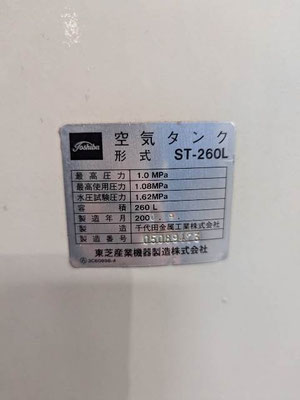 Toshiba
空気タンク
形式 ST-260L
最高圧力 1.0 MPa
最高使用圧力 1.08MPa
水圧試験圧力 1.62MPa
容積 260 L
製造年月 200
製造 千代田金属工業株式会社
製造番号
東芝産業機器製造株式会社